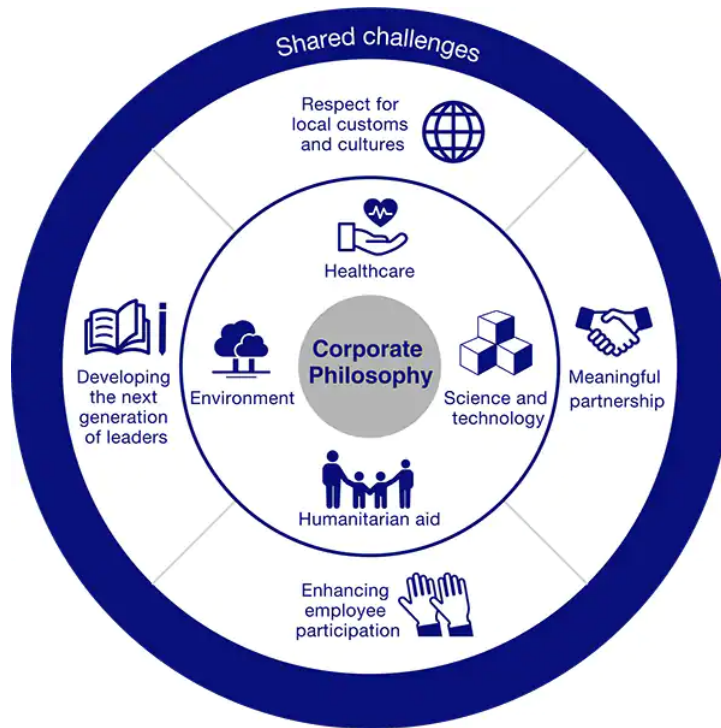 Shared challenges
Respect for
local customs
and cultures
Healthcare
Developing
the next
generation
of leaders
Environment
Corporate
Philosophy
Science and
technology
Meaningful
partnership
Humanitarian aid
Enhancing
employee
participation